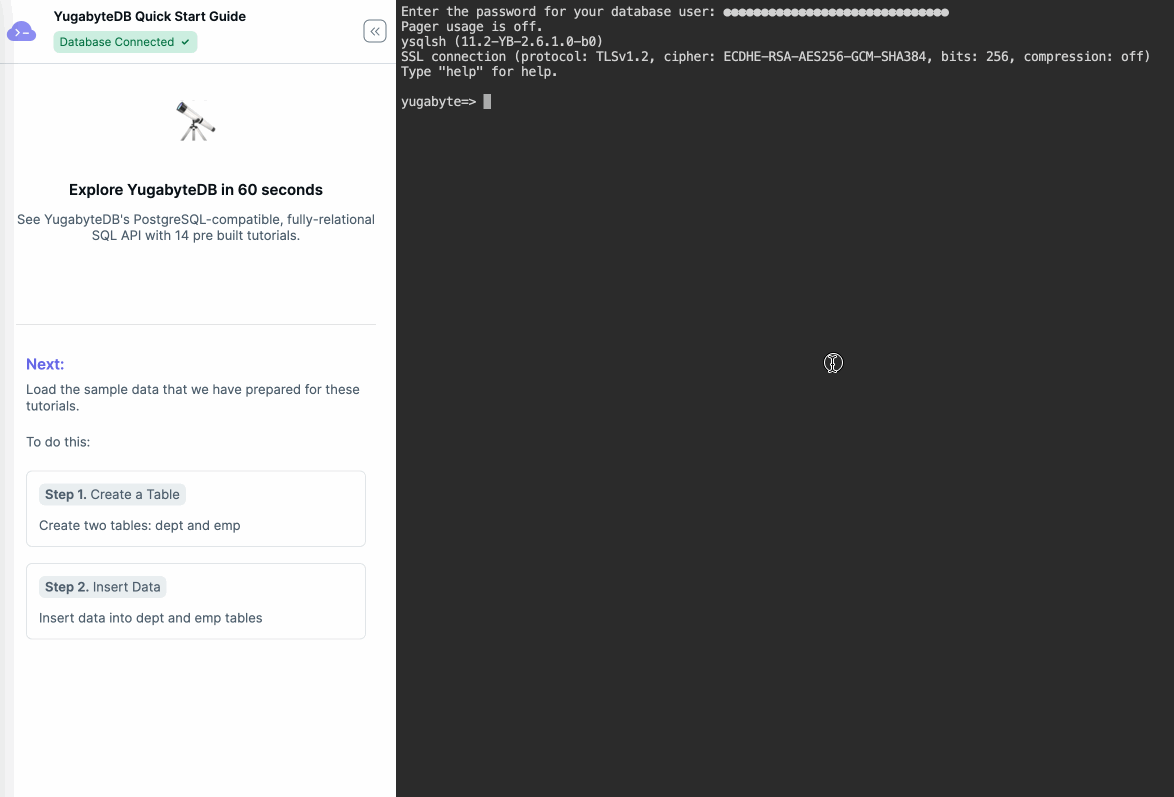 YugabyteDB Quick Start Guide
Database Connected ✓
Explore YugabyteDB in 60 seconds
See YugabyteDB's PostgreSQL-compatible, fully-relational
SQL API with 14 pre built tutorials.
Next:
Load the sample data that we have prepared for these
tutorials.
To do this:
Step 1. Create a Table
Create two tables: dept and emp
Step 2. Insert Data
Insert data into dept and emp tables
Enter the password for your database user: ●●●●●●●●●●●●●●●●●●●●●●●●●●●●●●
Pager usage is off.
ysqlsh (11.2-YB-2.6.1.0-b0)
SSL connection (protocol: TLSv1.2, cipher: ECDHE-RSA-AES256-GCM-SHA384, bits: 256, compression: off)
Type "help" for help.
yugabyte=>